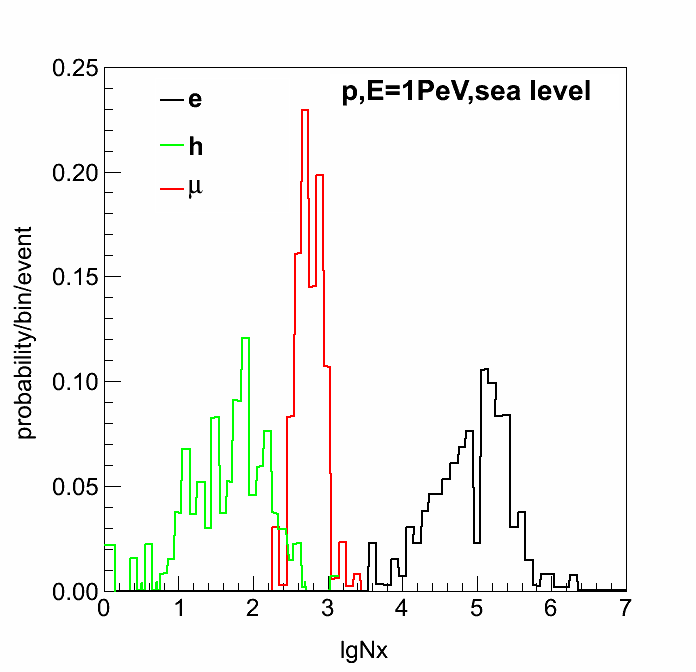 p,E=1PeV,sea level
e
h
μ
probability/bin/event
0.25
0.20
0.15
0.10
0.05
0.00
0 1 2 3 4 5 6 7
lgNx